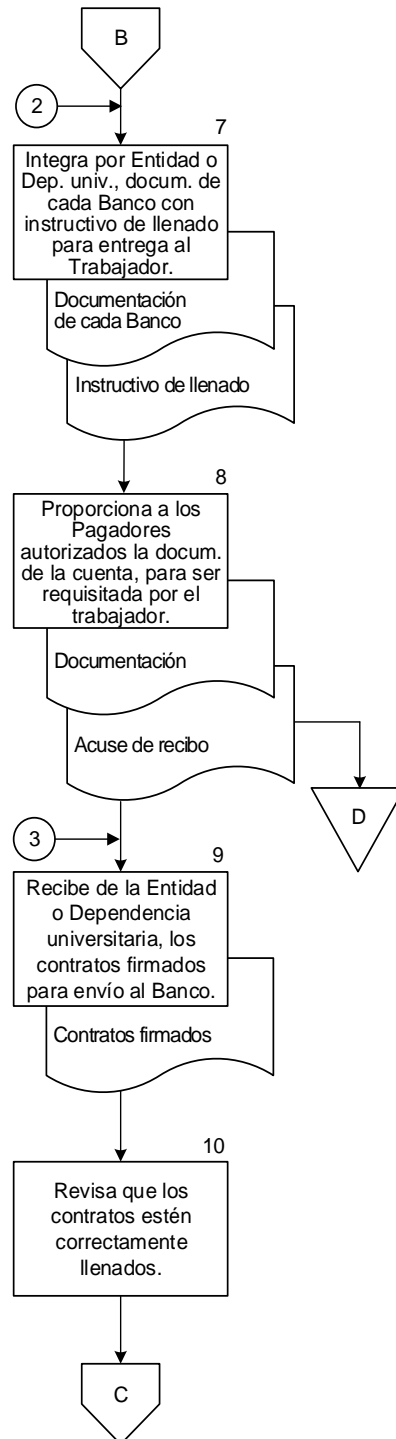 B
2
7
Integra por Entidad o
Dep. univ., docum. de
cada Banco con
instructivo de llenado
para entrega al
Trabajador.
Documentación
de cada Banco
Instructivo de llenado
8
Proporciona a los
Pagadores
autorizados la docum.
de la cuenta, para ser
requisitada por el
trabajador.
Documentación
Acuse de recibo
D
3
9
Recibe de la Entidad
o Dependencia
universitaria, los
contratos firmados
para envío al Banco.
Contratos firmados
10
Revisa que los
contratos estén
correctamente
llenados.
C